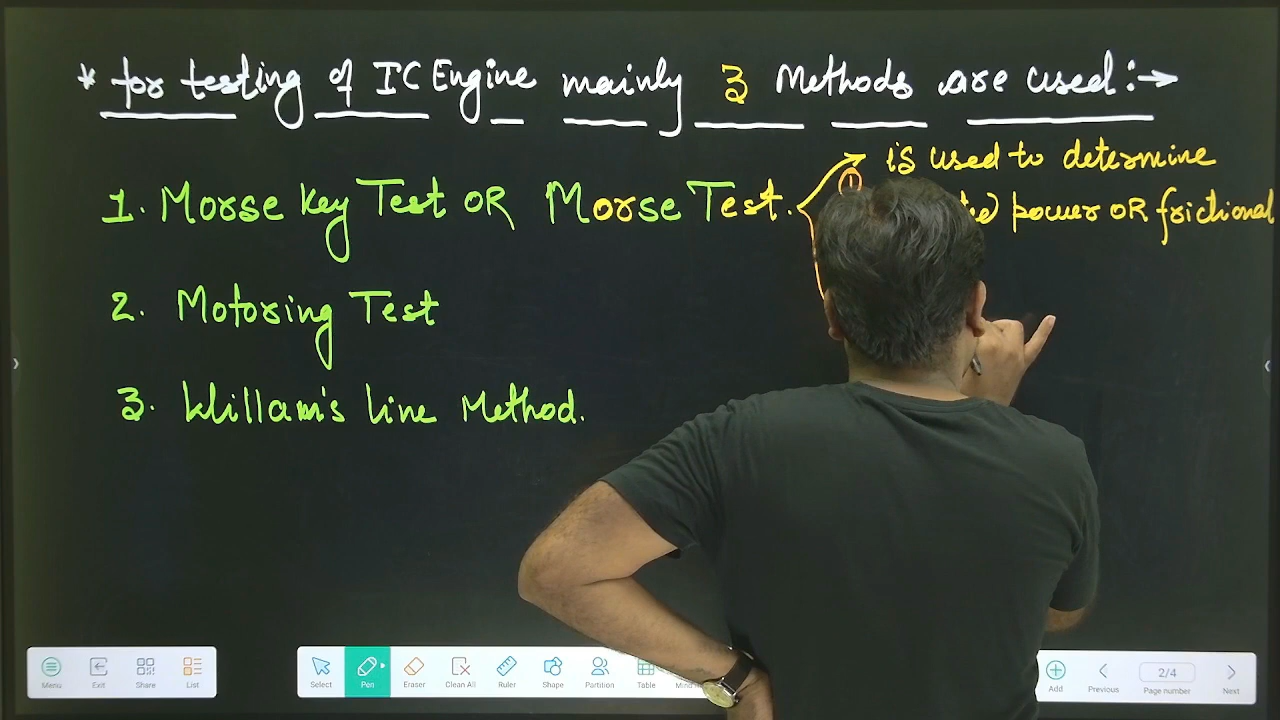 * for testing of IC Engine mainly 3 Methods are used :→
is used to determine
①
power OR frictional
1. Morse key Test OR Morse Test.
2. Motoring Test
3. Willam's line Method.
Menu Exit Share List Select Pen Eraser Clean All Ruler Shape Partition Table Add Previous 2/4 Page number Next